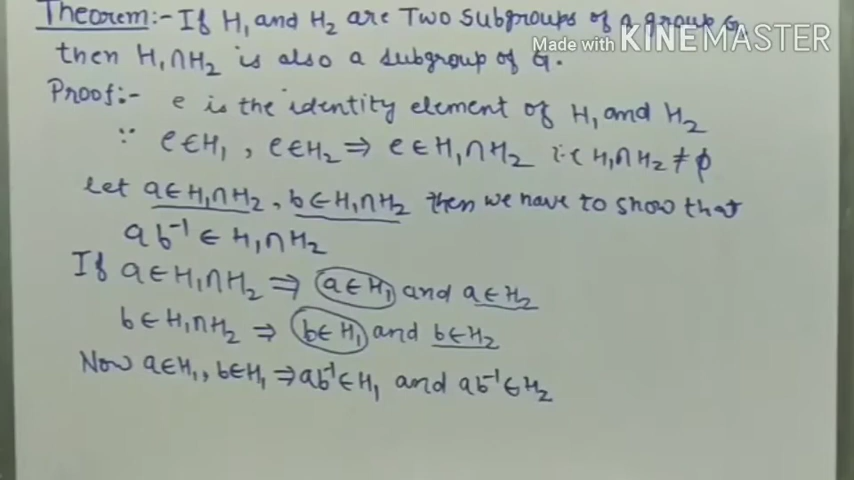 Theorem:- If H₁ and H₂ are Two subgroups of a group G,
Made with KINEMASTER
then H₁∩H₂ is also a subgroup of G.
Proof:- e is the identity element of H₁ and H₂
∵ e∈H₁, e∈H₂ ⇒ e∈H₁∩H₂ i.e H₁∩H₂ ≠ ϕ
Let a∈H₁∩H₂, b∈H₁∩H₂ then we have to show that
ab⁻¹ ∈ H₁∩H₂
If a∈H₁∩H₂ ⇒ a∈H₁ and a∈H₂
b∈H₁∩H₂ ⇒ b∈H₁ and b∈H₂
Now a∈H₁, b∈H₁ ⇒ ab⁻¹∈H₁ and ab⁻¹∈H₂